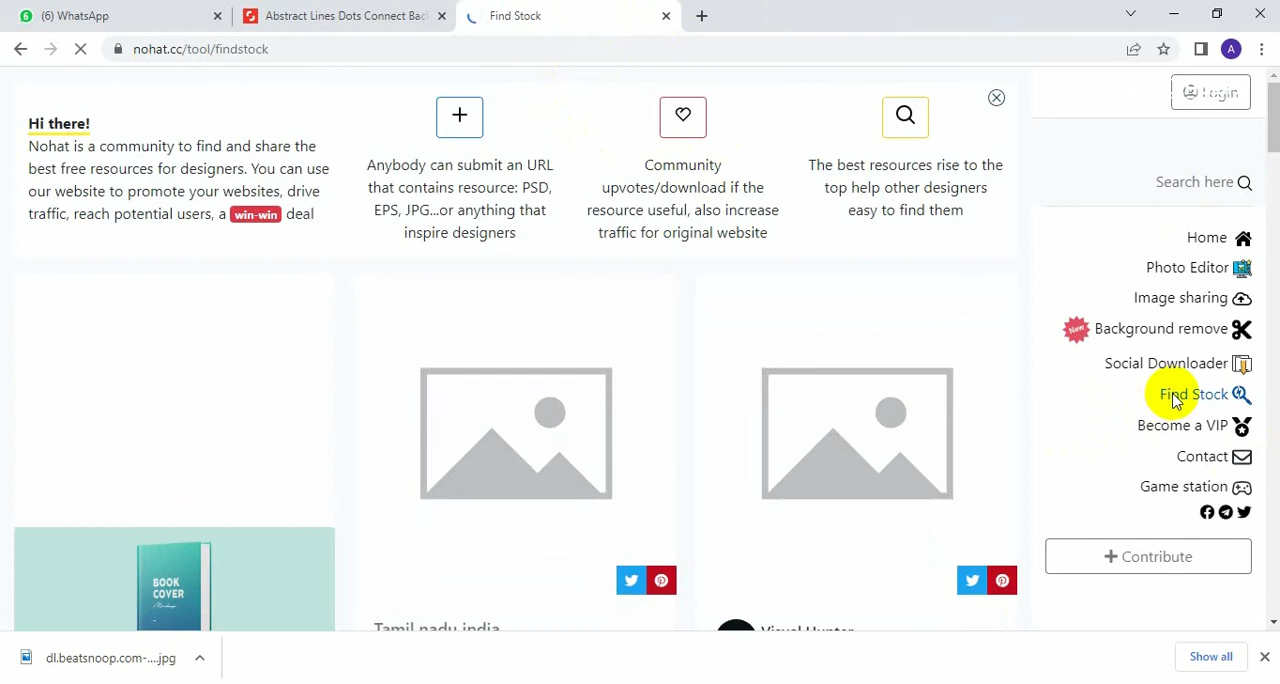 6
(6) WhatsApp
Abstract Lines Dots Connect Bac
Find Stock
nohat.cc/tool/findstock
A
Login
Hi there!
Nohat is a community to find and share the
best free resources for designers. You can use
our website to promote your websites, drive
traffic, reach potential users, a win-win deal
Anybody can submit an URL
that contains resource: PSD,
EPS, JPG...or anything that
inspire designers
Community
upvotes/download if the
resource useful, also increase
traffic for original website
The best resources rise to the
top help other designers
easy to find them
Search here
Home
Photo Editor
Image sharing
New Background remove
Social Downloader
Find Stock
Become a VIP
Contact
Game station
Contribute
BOOK
COVER
Tamil nadu india
Visual Hunter
dl.beatsnoop.com-....jpg
Show all